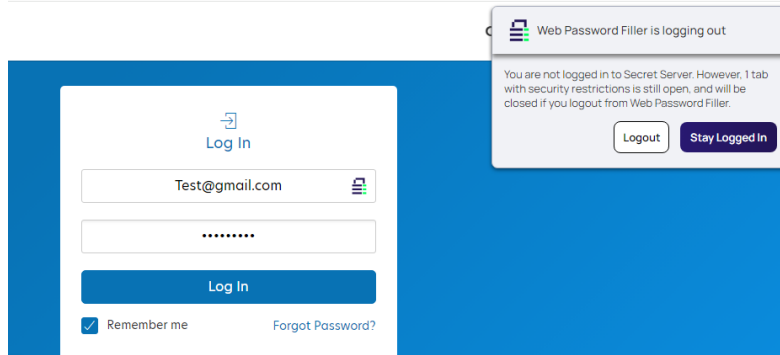 Web Password Filler is logging out
You are not logged in to Secret Server. However, 1 tab
with security restrictions is still open, and will be
closed if you logout from Web Password Filler.
Logout
Stay Logged In
Log In
Test@gmail.com
•••••••••
Log In
Remember me
Forgot Password?